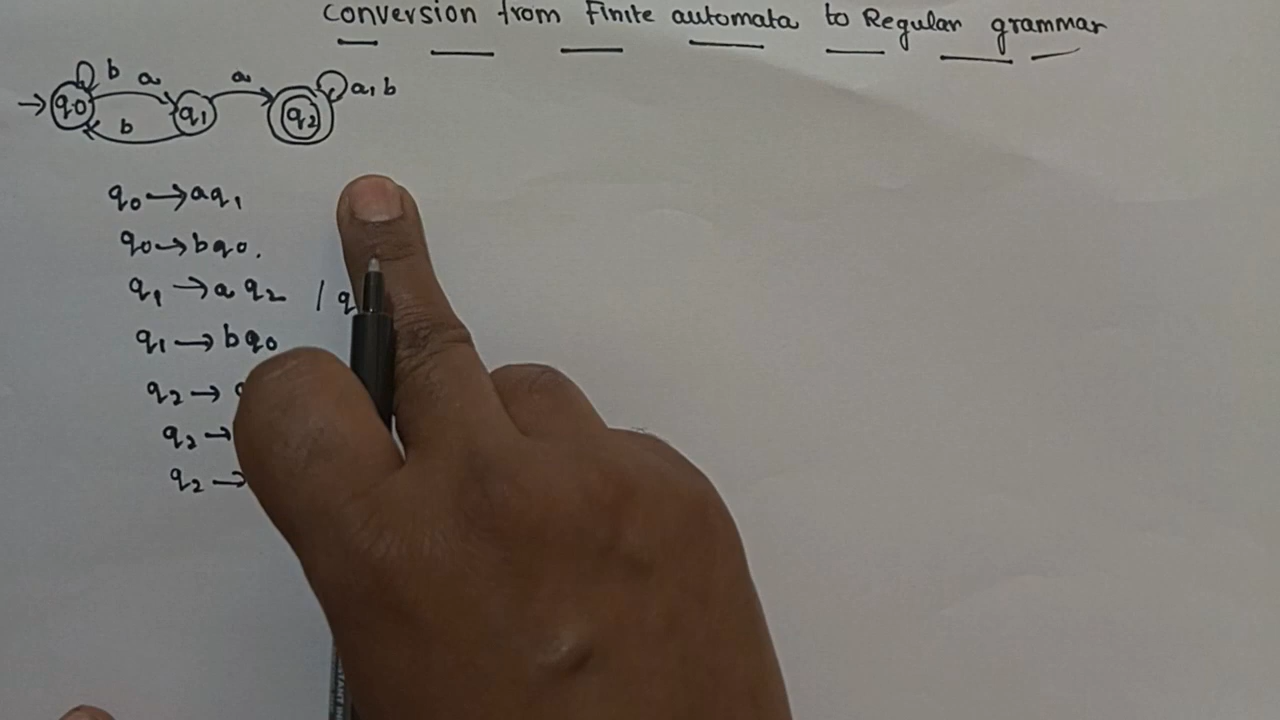 conversion from Finite automata to Regular grammar
b a a a,b
→ q0 q1 q2
b
q0 → aq1
q0 → bq0.
q1 → aq2 / q
q1 → bq0
q2 →
q2 →
q2 →